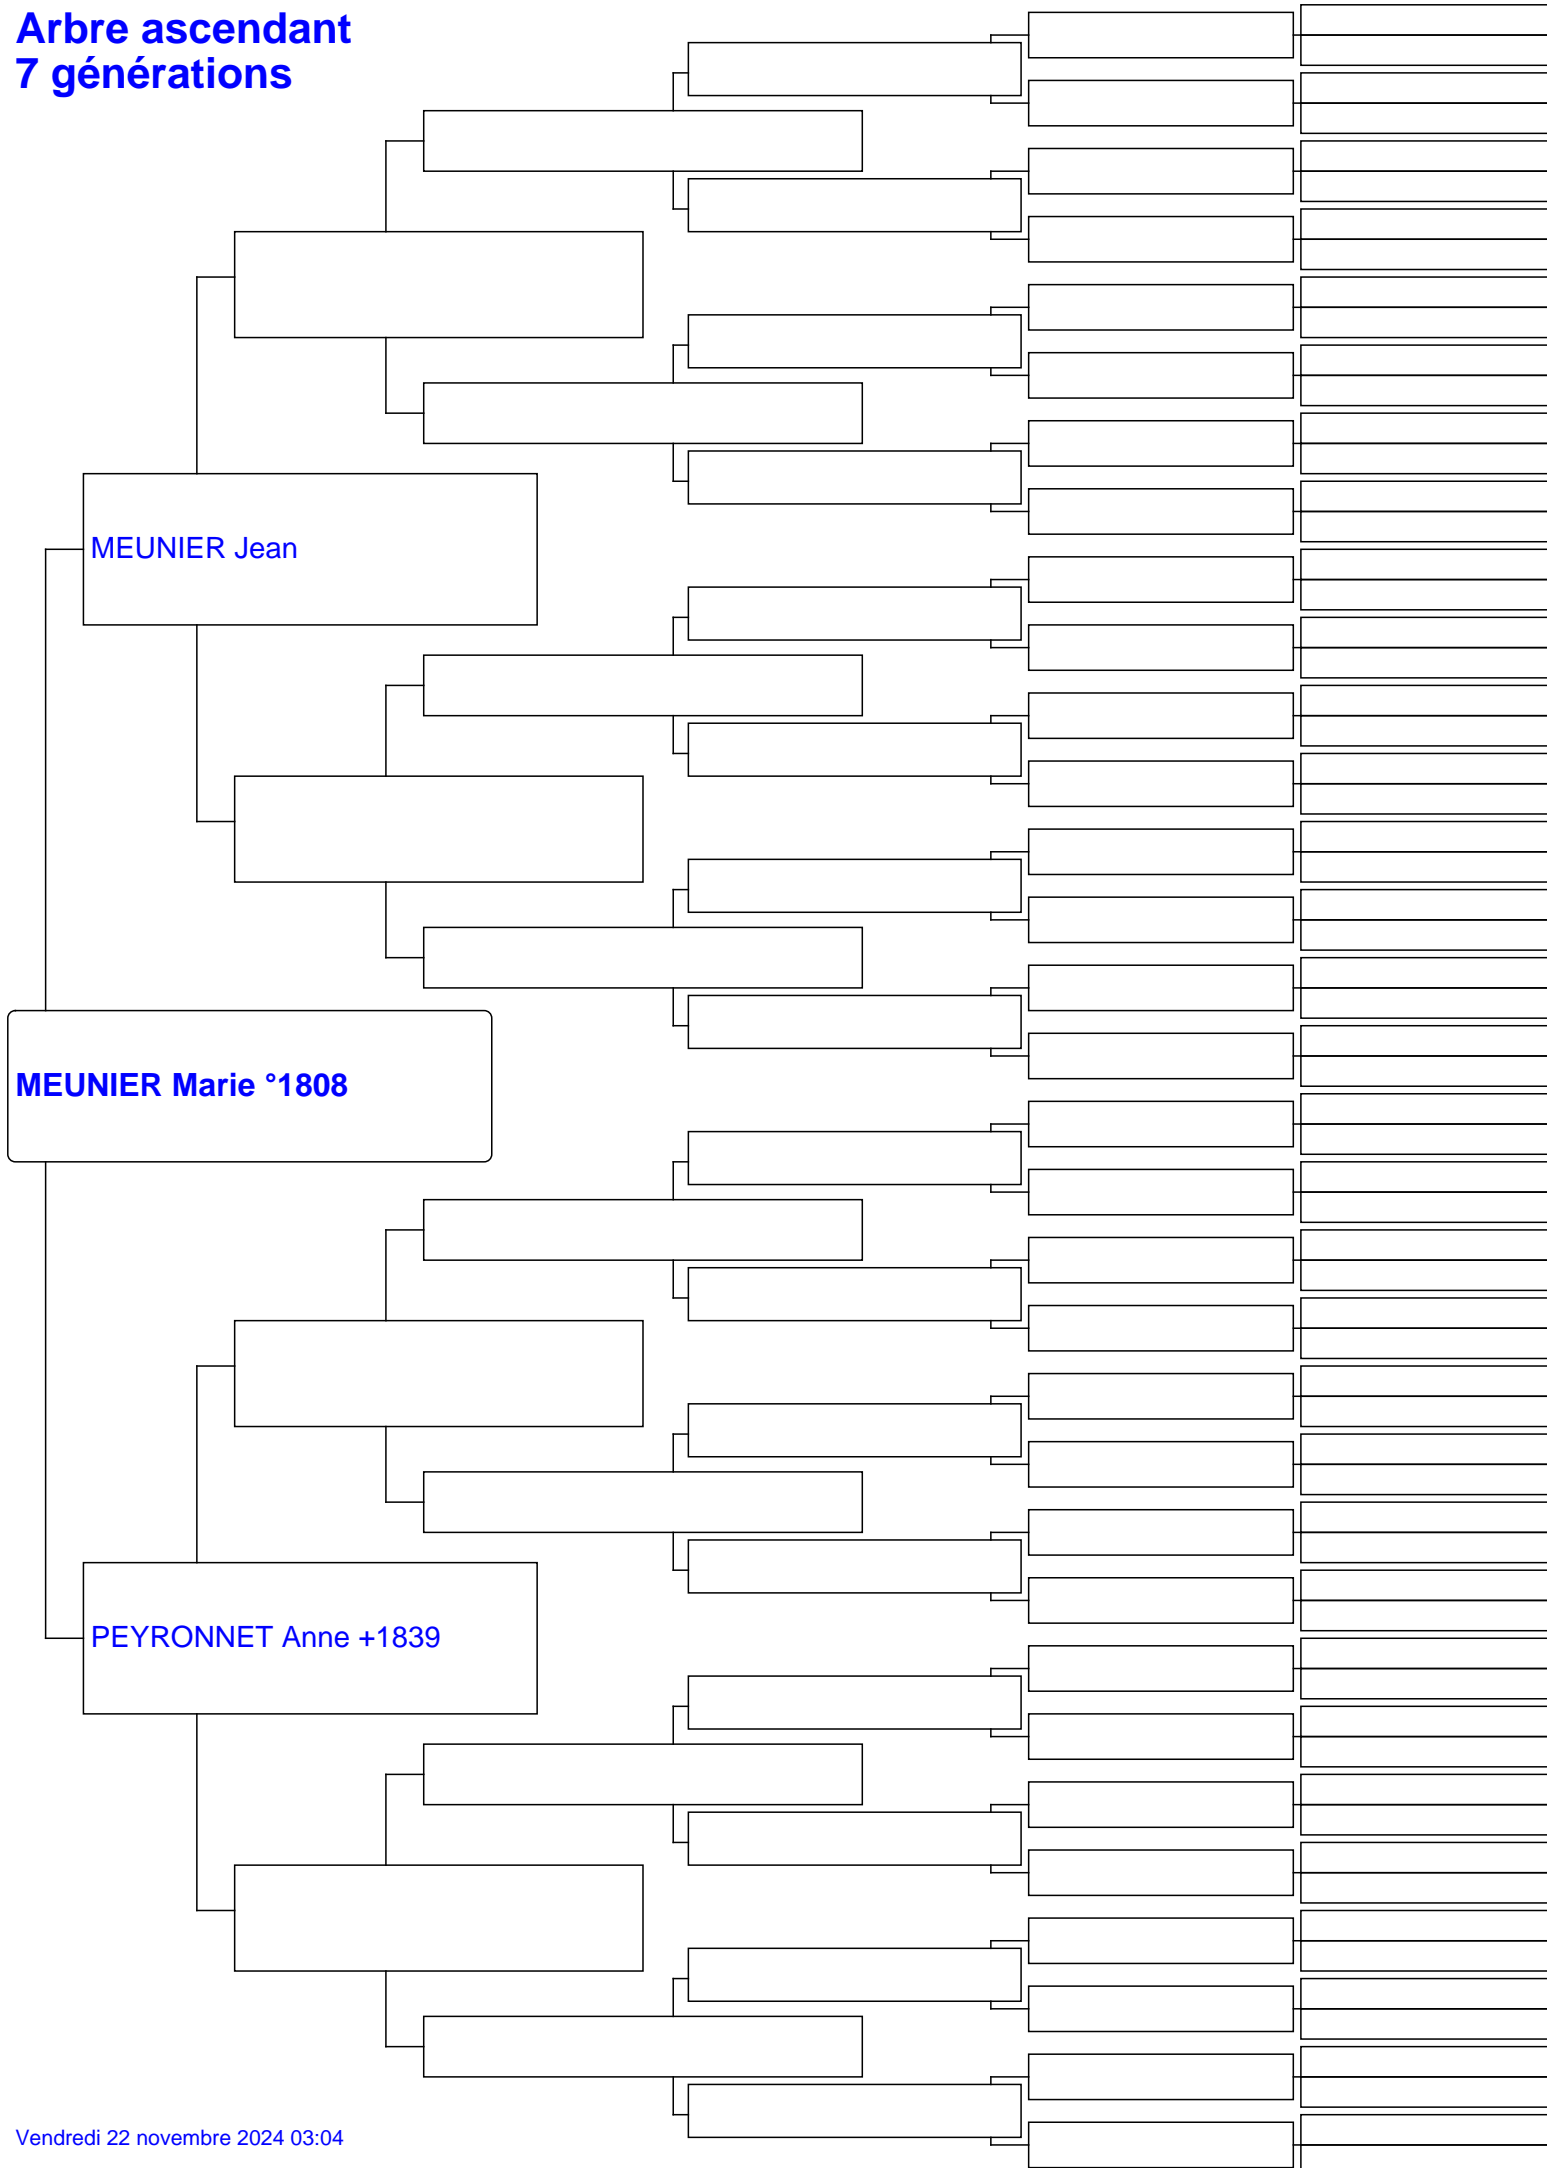 Arbre ascendant
7 générations
MEUNIER Jean
MEUNIER Marie °1808
PEYRONNET Anne +1839
Vendredi 22 novembre 2024 03:04